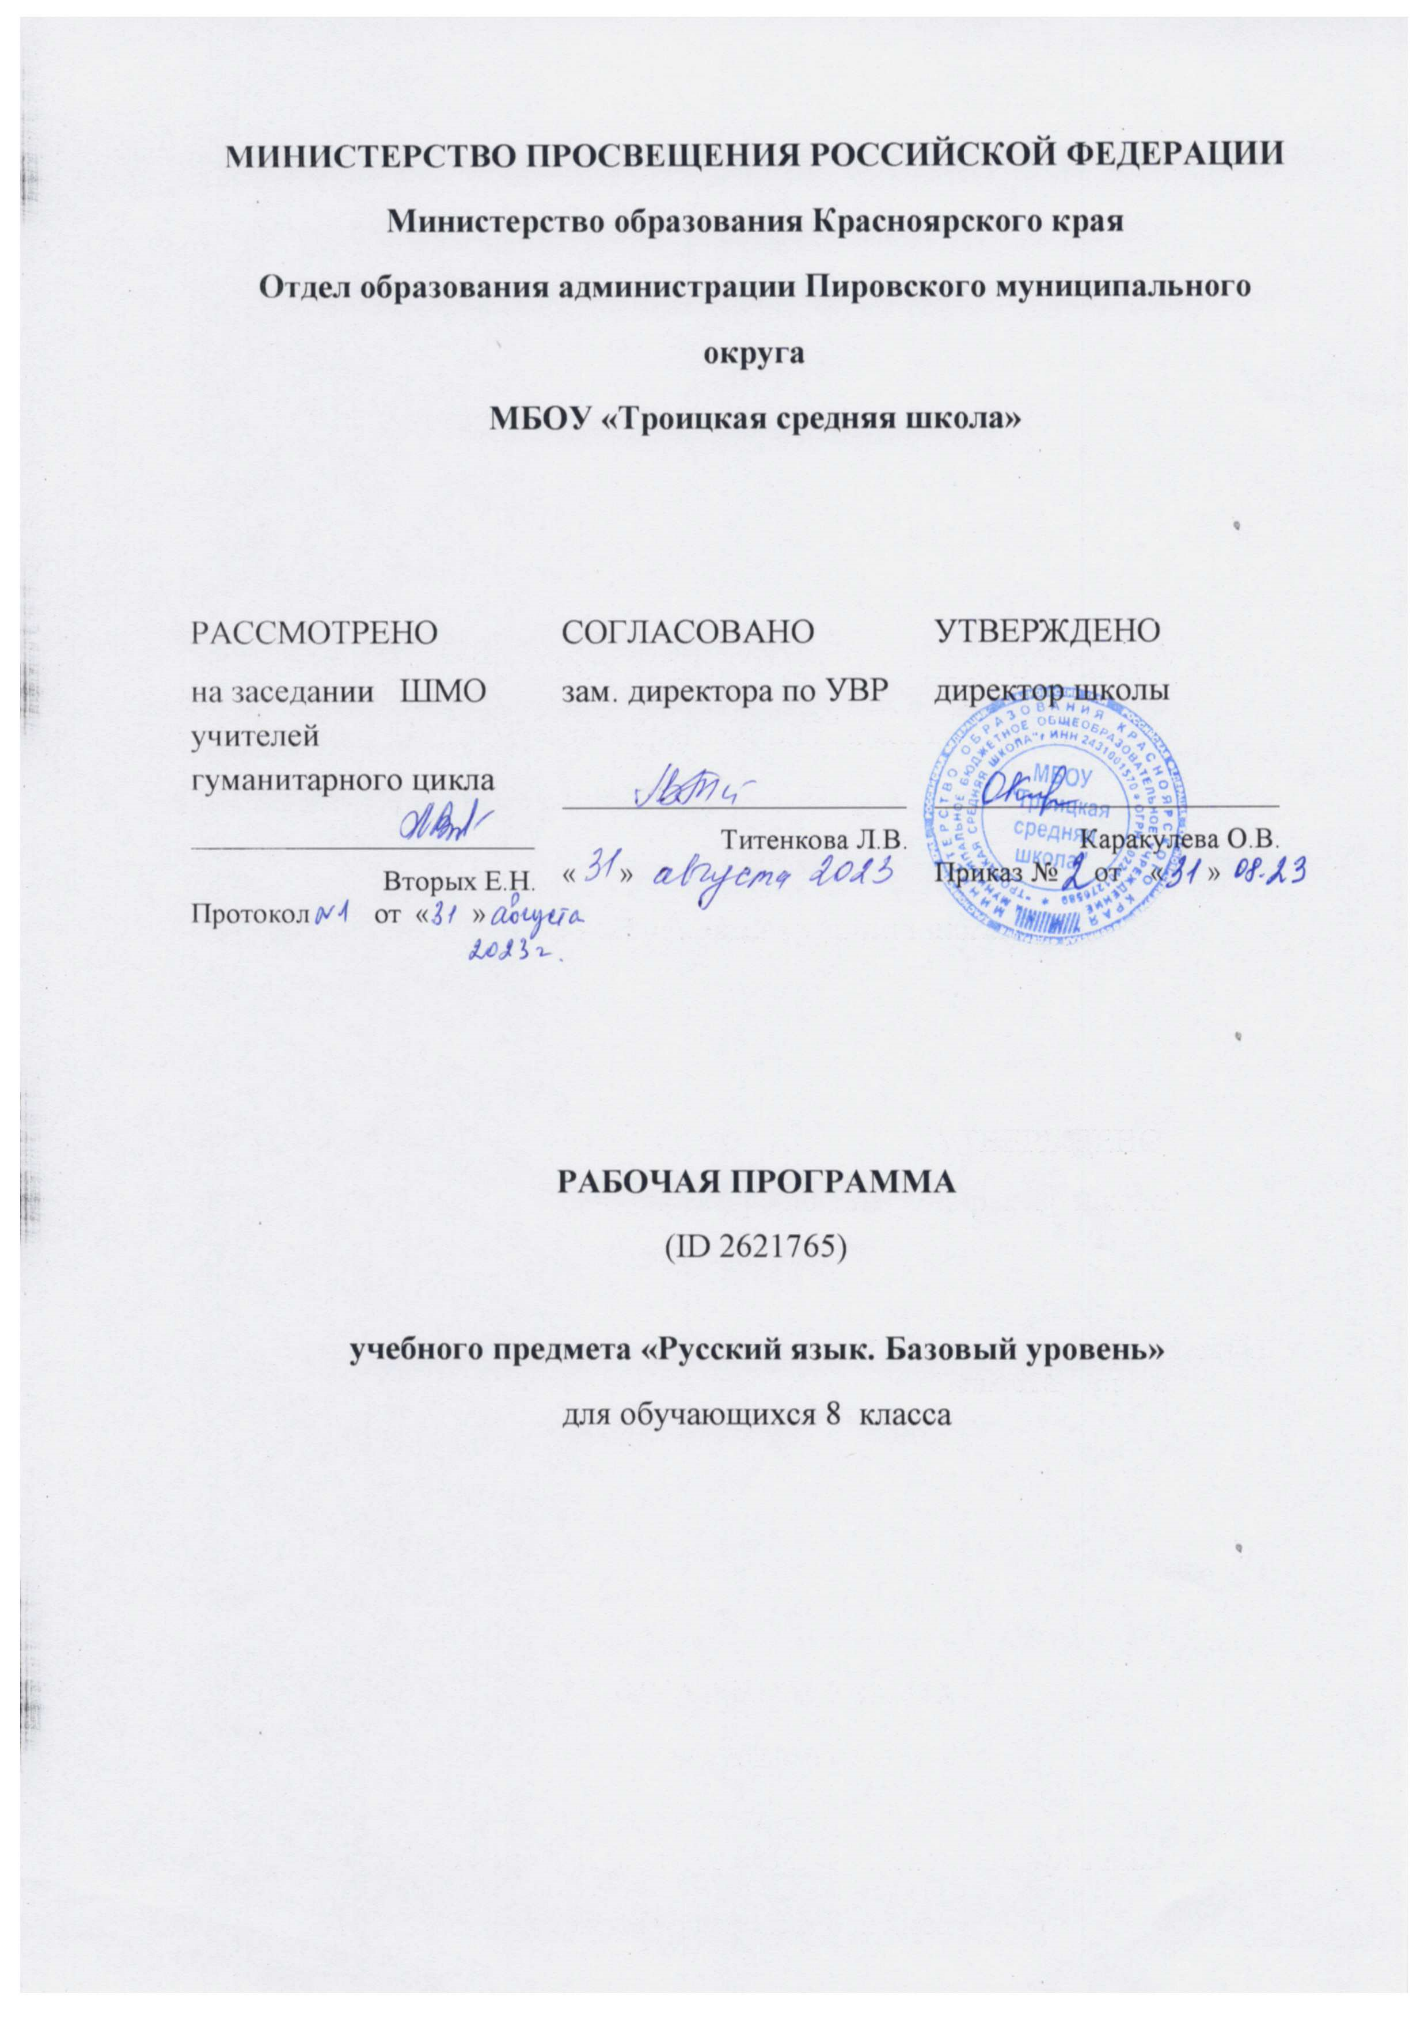 МИНИСТЕРСТВО ПРОСВЕЩЕНИЯ РОССИЙСКОЙ ФЕДЕРАЦИИ
Министерство образования Красноярского края
Отдел образования администрации Пировского муниципального
округа
МБОУ «Троицкая средняя школа»
РАССМОТРЕНО
на заседании ШМО
учителей
гуманитарного цикла
Вторых Е.Н.
Протокол №1 от «31» августа
2023г.
СОГЛАСОВАНО
зам. директора по УВР
Титенкова Л.В.
«31» августа 2023
УТВЕРЖДЕНО
директор школы
Каракулева О.В.
Приказ № 2 от «31» 08.23
МБОУ
Троицкая
средняя
школа
РАБОЧАЯ ПРОГРАММА
(ID 2621765)
учебного предмета «Русский язык. Базовый уровень»
для обучающихся 8 класса